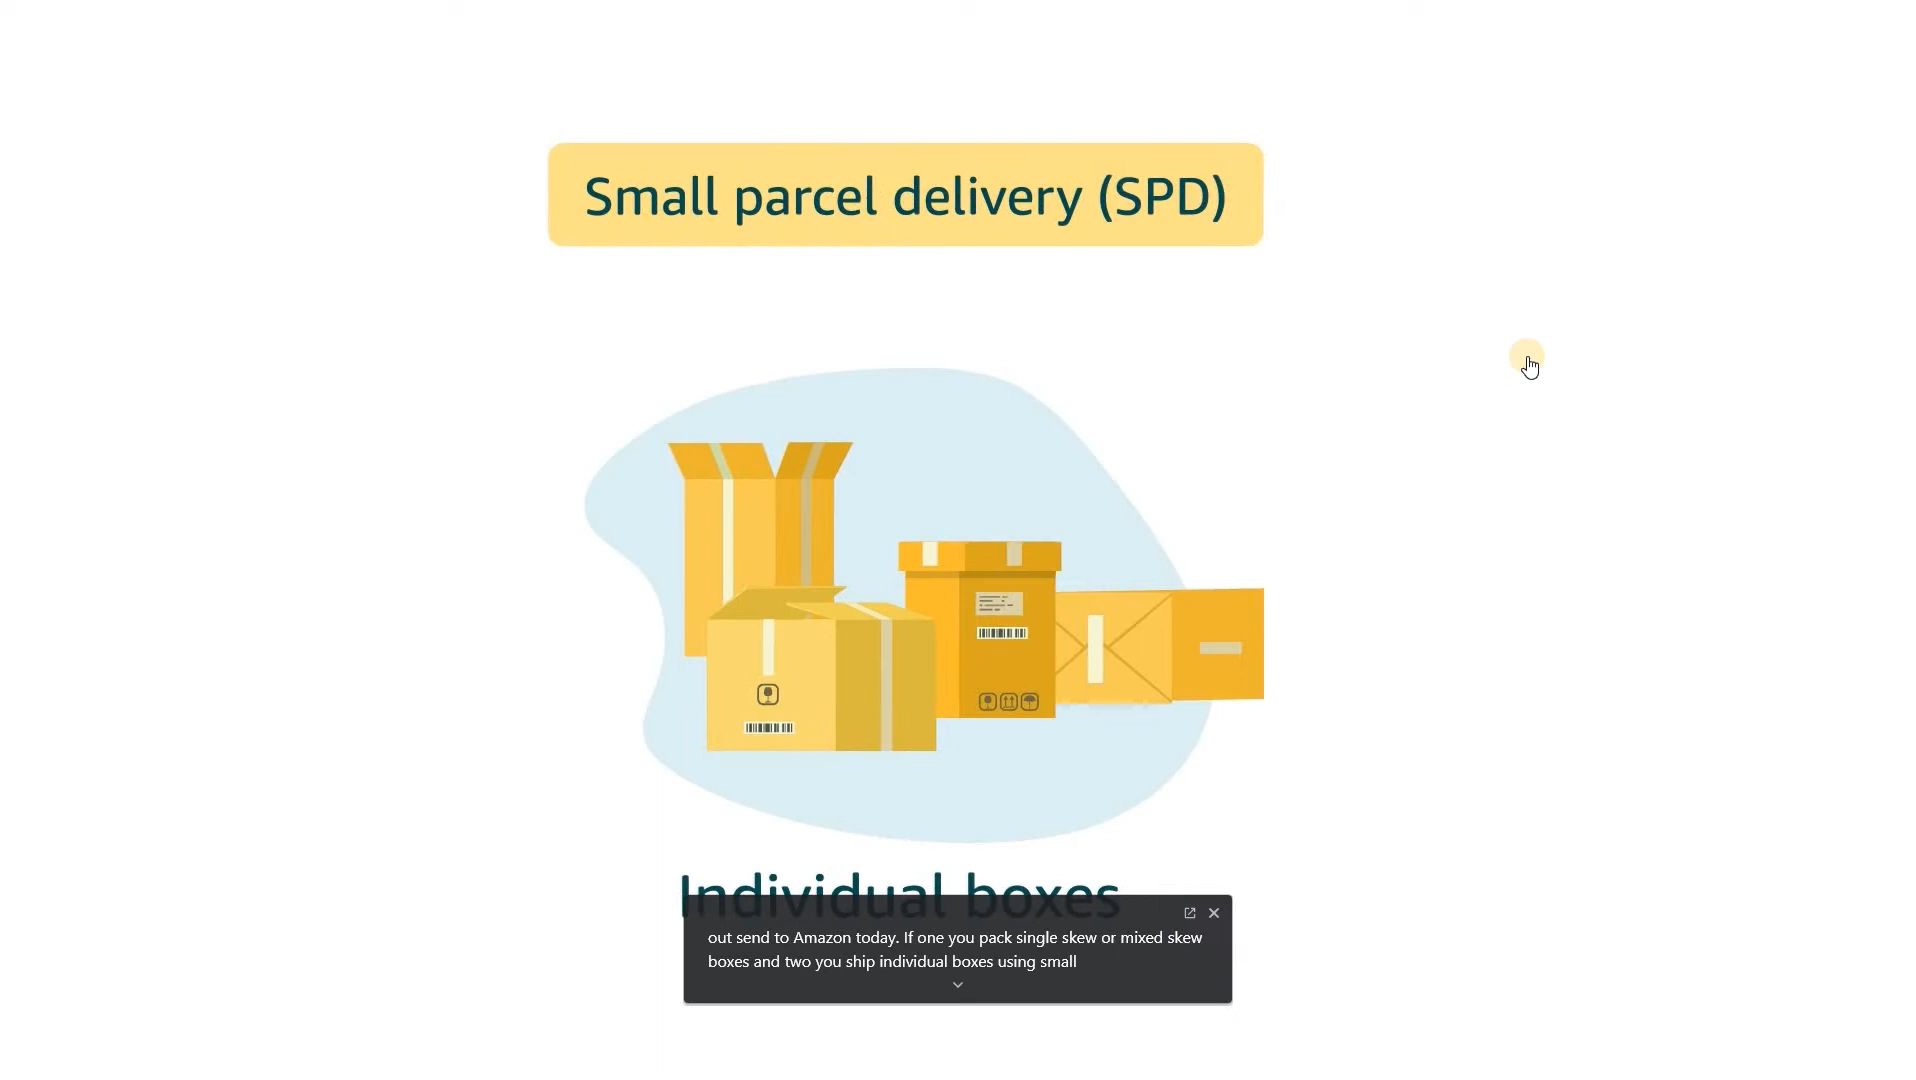 Small parcel delivery (SPD)
Individual boxes
out send to Amazon today. If one you pack single skew or mixed skew
boxes and two you ship individual boxes using small